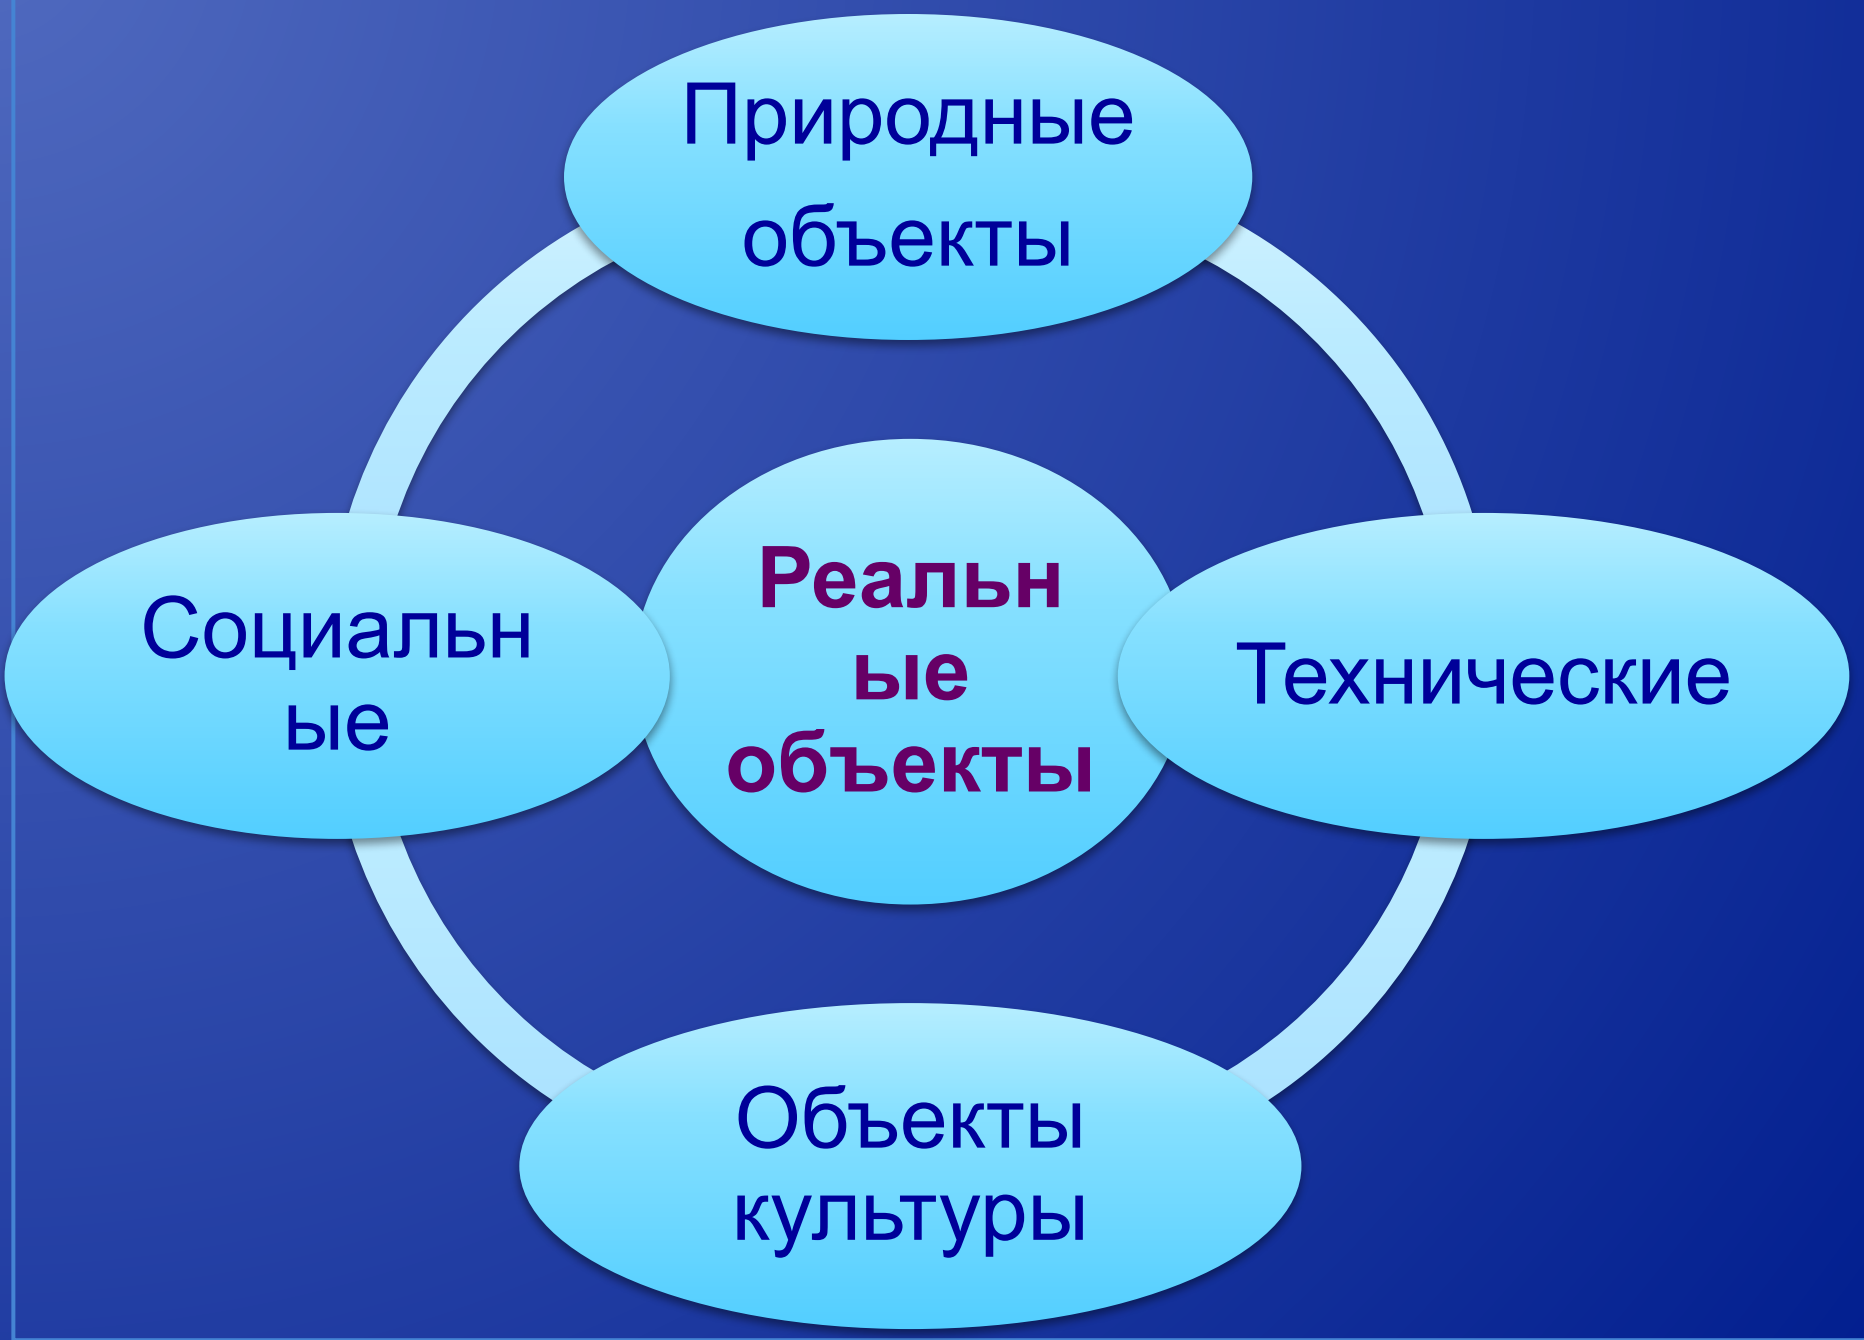 Природные
объекты
Социальн
ые
Реальн
ые
объекты
Технические
Объекты
культуры